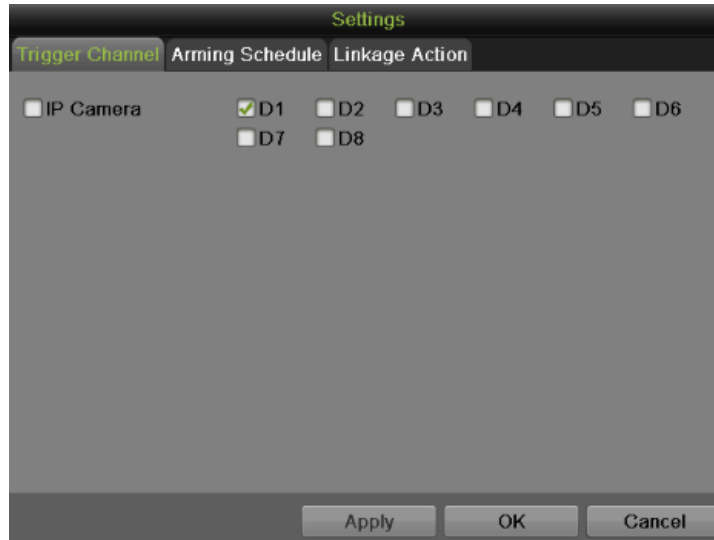 Settings
Trigger Channel Arming Schedule Linkage Action
IP Camera D1 D2 D3 D4 D5 D6
D7 D8
Apply OK Cancel